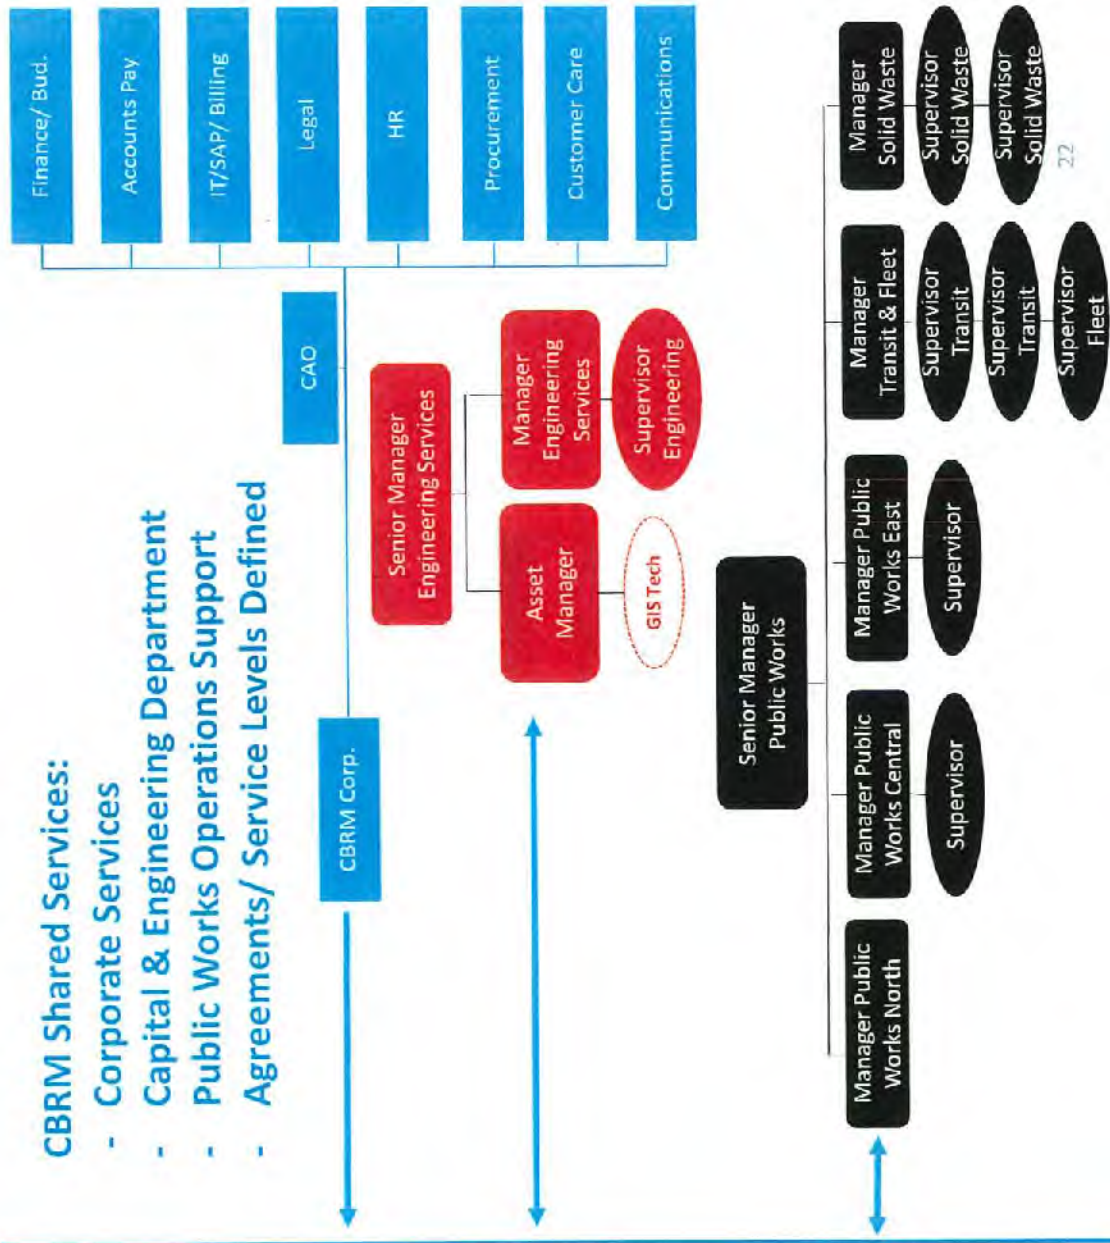 CBRM Shared Services:
- Corporate Services
- Capital & Engineering Department
- Public Works Operations Support
- Agreements/ Service Levels Defined
CBRM Corp.
CAO
Finance/ Bud.
Accounts Pay
IT/SAP/ Billing
Legal
HR
Procurement
Customer Care
Communications
Senior Manager
Engineering Services
Asset
Manager
GIS Tech
Manager
Engineering
Services
Supervisor
Engineering
Senior Manager
Public Works
Manager Public
Works North
Manager Public
Works Central
Supervisor
Manager Public
Works East
Supervisor
Manager
Transit & Fleet
Supervisor
Transit
Supervisor
Transit
Supervisor
Fleet
Manager
Solid Waste
Supervisor
Solid Waste
Supervisor
Solid Waste
22